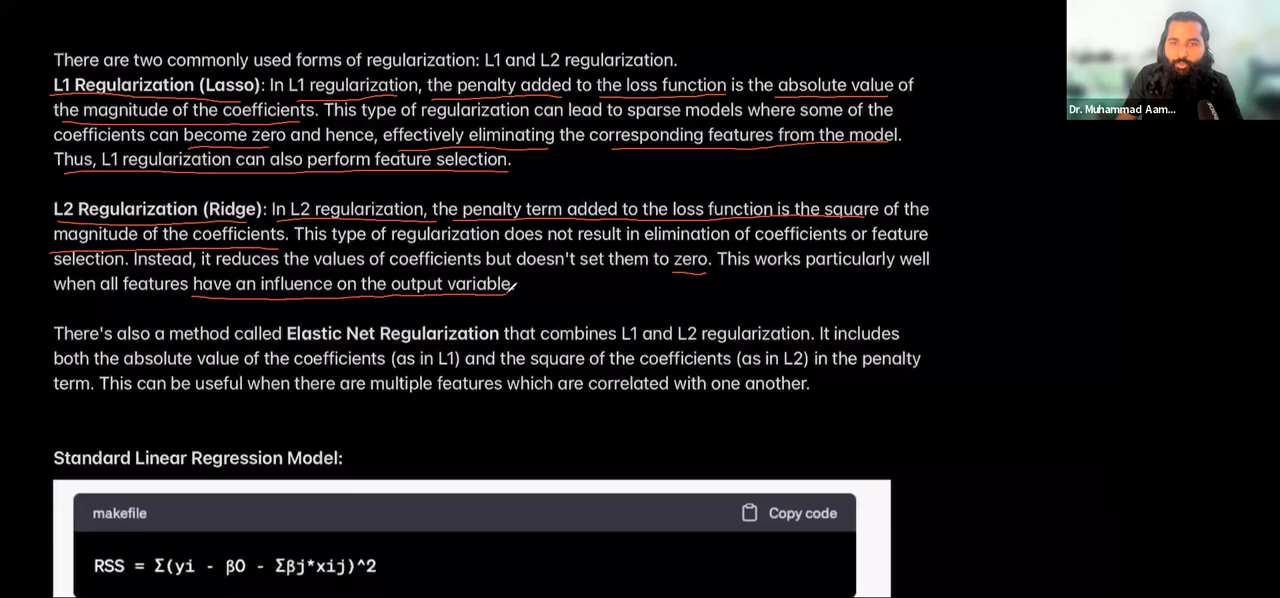 There are two commonly used forms of regularization: L1 and L2 regularization.
L1 Regularization (Lasso): In L1 regularization, the penalty added to the loss function is the absolute value of
the magnitude of the coefficients. This type of regularization can lead to sparse models where some of the
coefficients can become zero and hence, effectively eliminating the corresponding features from the model.
Thus, L1 regularization can also perform feature selection.
L2 Regularization (Ridge): In L2 regularization, the penalty term added to the loss function is the square of the
magnitude of the coefficients. This type of regularization does not result in elimination of coefficients or feature
selection. Instead, it reduces the values of coefficients but doesn't set them to zero. This works particularly well
when all features have an influence on the output variable.
There's also a method called Elastic Net Regularization that combines L1 and L2 regularization. It includes
both the absolute value of the coefficients (as in L1) and the square of the coefficients (as in L2) in the penalty
term. This can be useful when there are multiple features which are correlated with one another.
Standard Linear Regression Model:
makefile Copy code
RSS = Σ(yi - β0 - Σβj*xij)^2
Dr. Muhammad Aam...